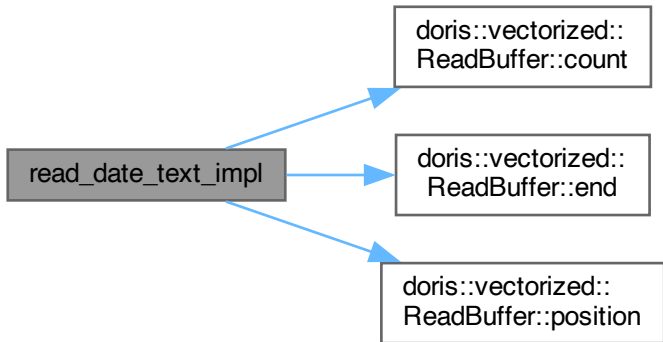 doris::vectorized::
ReadBuffer::count
read_date_text_impl
doris::vectorized::
ReadBuffer::end
doris::vectorized::
ReadBuffer::position